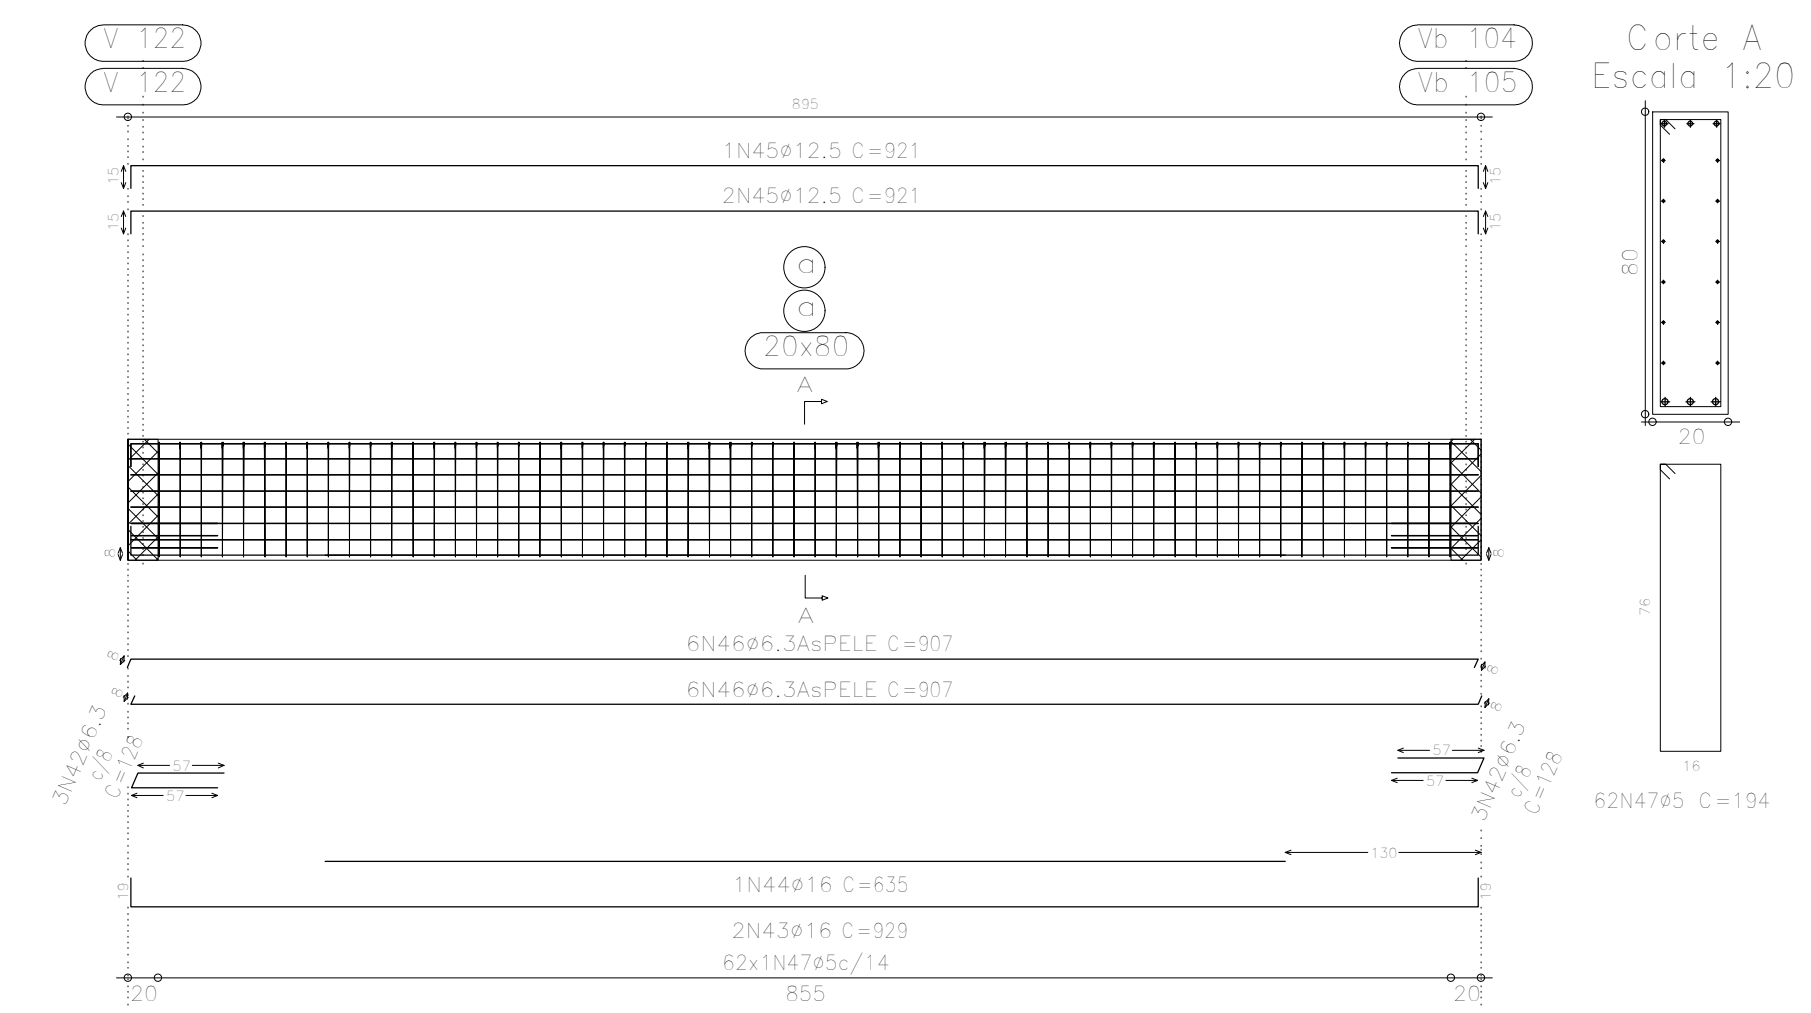 V 122
Vb 104
Corte A
V 122
Vb 105
Escala 1:20
895
1N45ø12.5 C=921
15
15
2N45ø12.5 C=921
15
15
a
a
20x80
80
A
20
8
8
A
76
6N46ø6.3AsPELE C=907
8
8
6N46ø6.3AsPELE C=907
8
8
3N42ø6.3
c/8
C=128
57
57
57
57
3N42ø6.3
c/8
C=128
16
62N47ø5 C=194
130
1N44ø16 C=635
19
19
2N43ø16 C=929
62x1N47ø5c/14
20
855
20